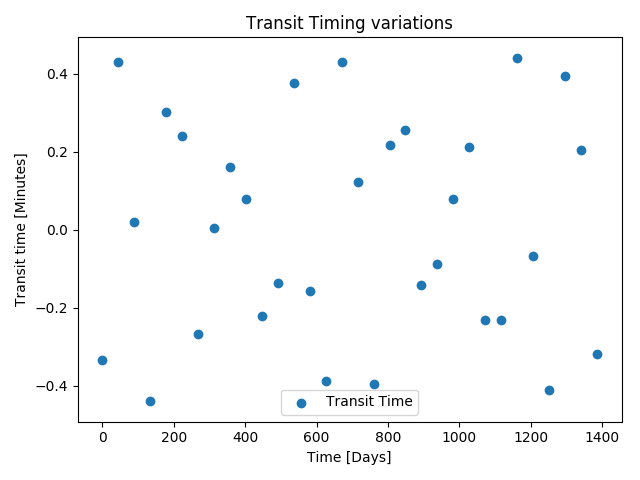 Transit Timing variations
Transit time [Minutes]
0.4
0.2
0.0
−0.2
−0.4
Transit Time
0 200 400 600 800 1000 1200 1400
Time [Days]